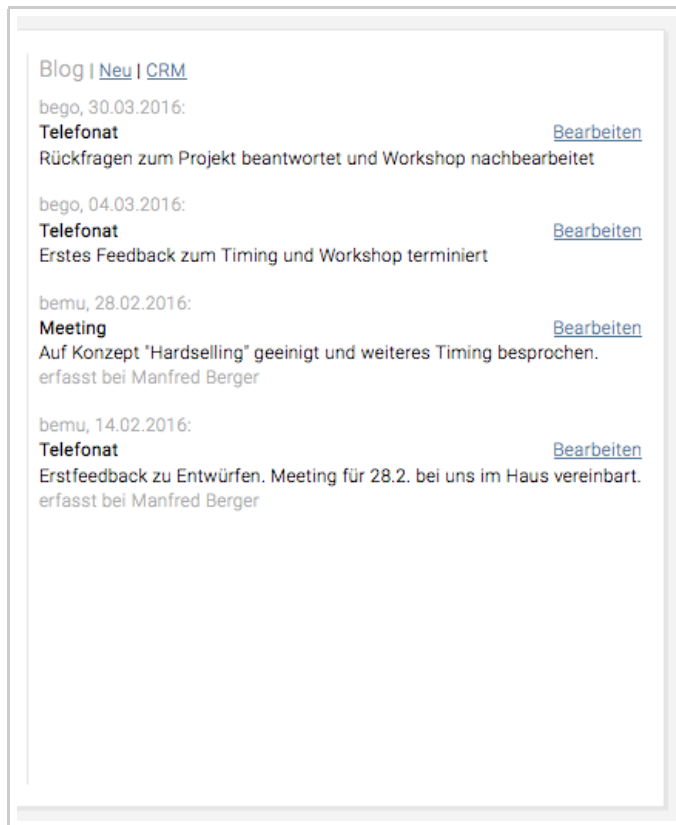 Blog | Neu | CRM
bego, 30.03.2016:
Telefonat Bearbeiten
Rückfragen zum Projekt beantwortet und Workshop nachbearbeitet
bego, 04.03.2016:
Telefonat Bearbeiten
Erstes Feedback zum Timing und Workshop terminiert
bemu, 28.02.2016:
Meeting Bearbeiten
Auf Konzept "Hardselling" geeinigt und weiteres Timing besprochen.
erfasst bei Manfred Berger
bemu, 14.02.2016:
Telefonat Bearbeiten
Erstfeedback zu Entwürfen. Meeting für 28.2. bei uns im Haus vereinbart.
erfasst bei Manfred Berger